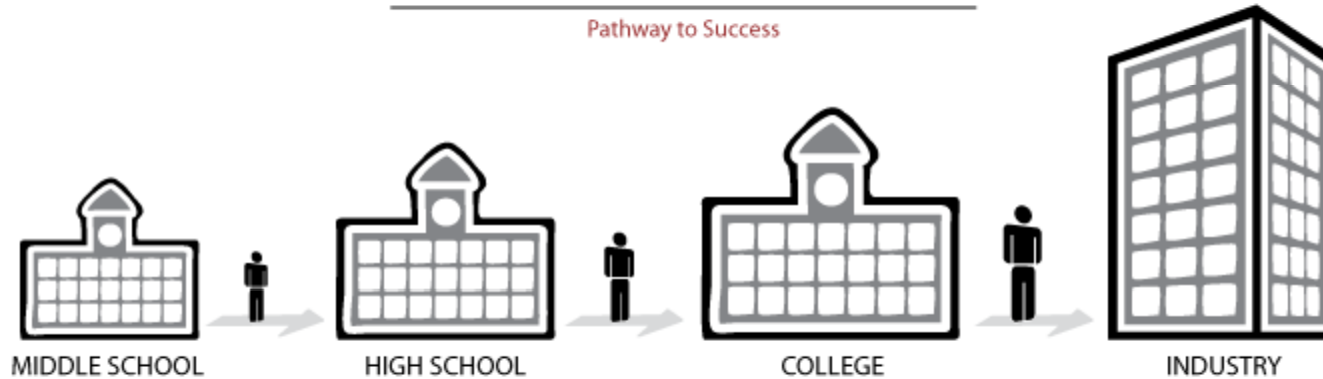 Pathway to Success
MIDDLE SCHOOL
HIGH SCHOOL
COLLEGE
INDUSTRY